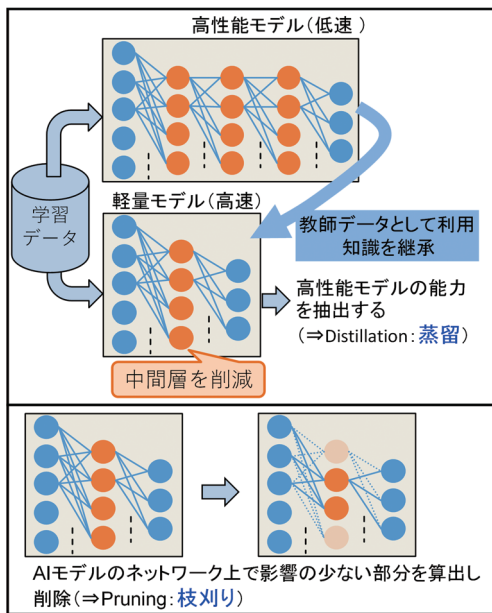 高性能モデル(低速 )
学習
データ
軽量モデル(高速)
教師データとして利用
知識を継承
高性能モデルの能力
を抽出する
(⇒Distillation:蒸留)
中間層を削減
AIモデルのネットワーク上で影響の少ない部分を算出し
削除(⇒Pruning:枝刈り)